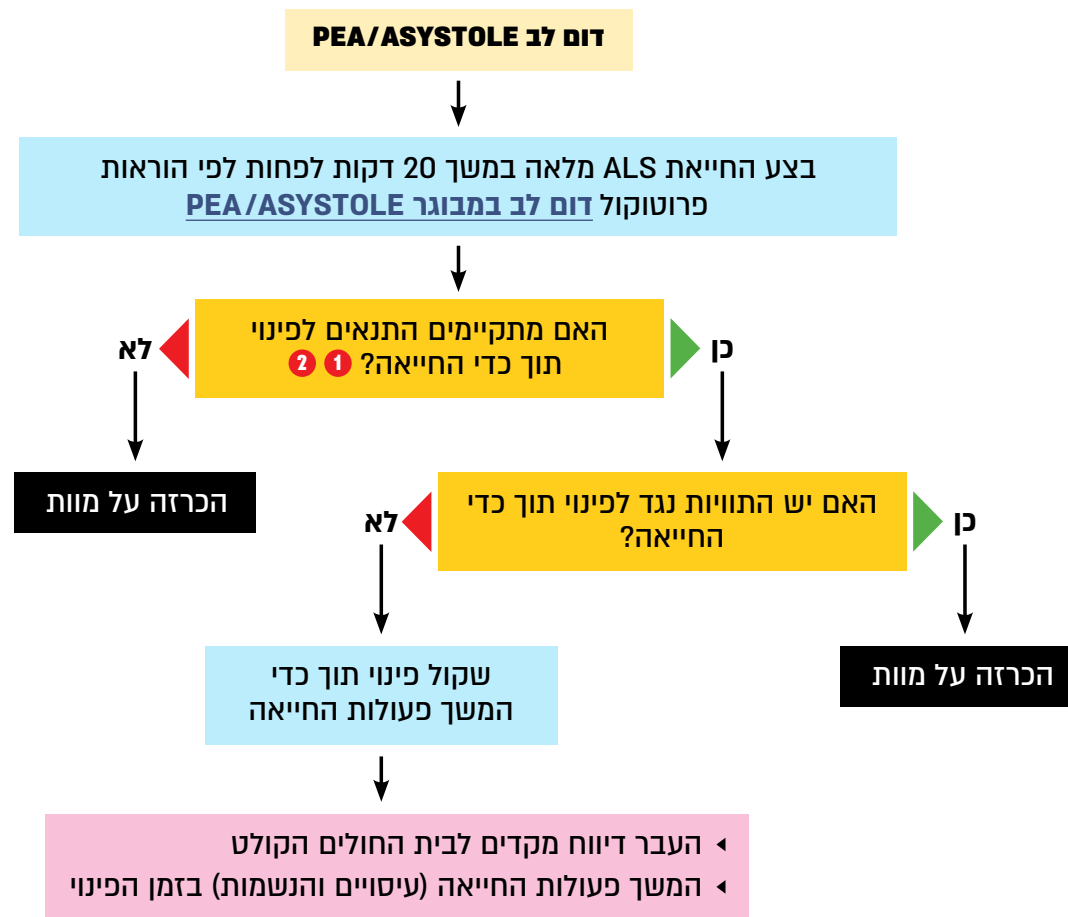 דום לב PEA/ASYSTOLE
בצע החייאת ALS מלאה במשך 20 דקות לפחות לפי הוראות
פרוטוקול דום לב במבוגר PEA/ASYSTOLE
האם מתקיימים התנאים לפינוי
תוך כדי החייאה? 1 2
כן
לא
הכרזה על מוות
האם יש התוויות נגד לפינוי תוך כדי
החייאה?
כן
לא
הכרזה על מוות
שקול פינוי תוך כדי
המשך פעולות החייאה
העבר דיווח מקדים לבית החולים הקולט
המשך פעולות החייאה (עיסויים והנשמות) בזמן הפינוי